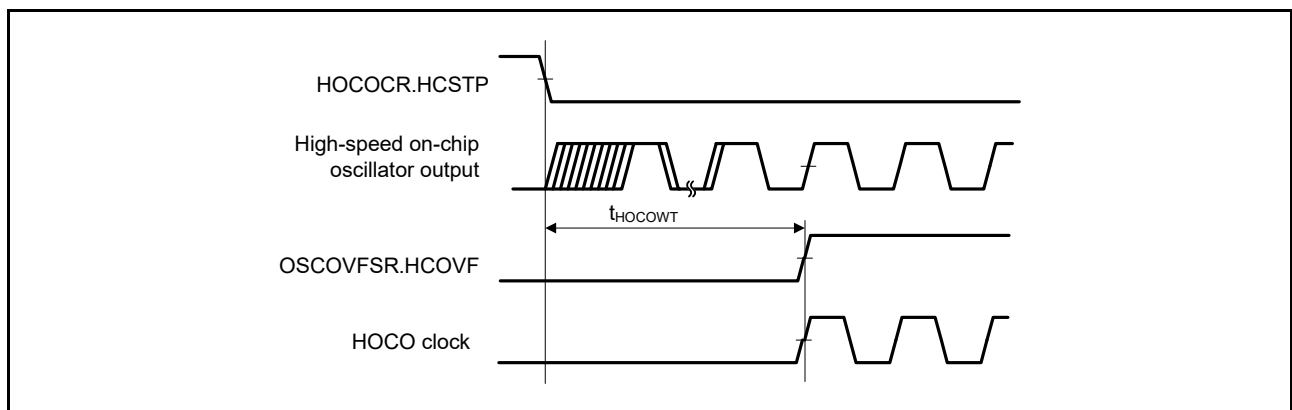 HOCOCR.HCSTP
High-speed on-chip
oscillator output
tHOCOWT
OSCOVFSR.HCOVF
HOCO clock